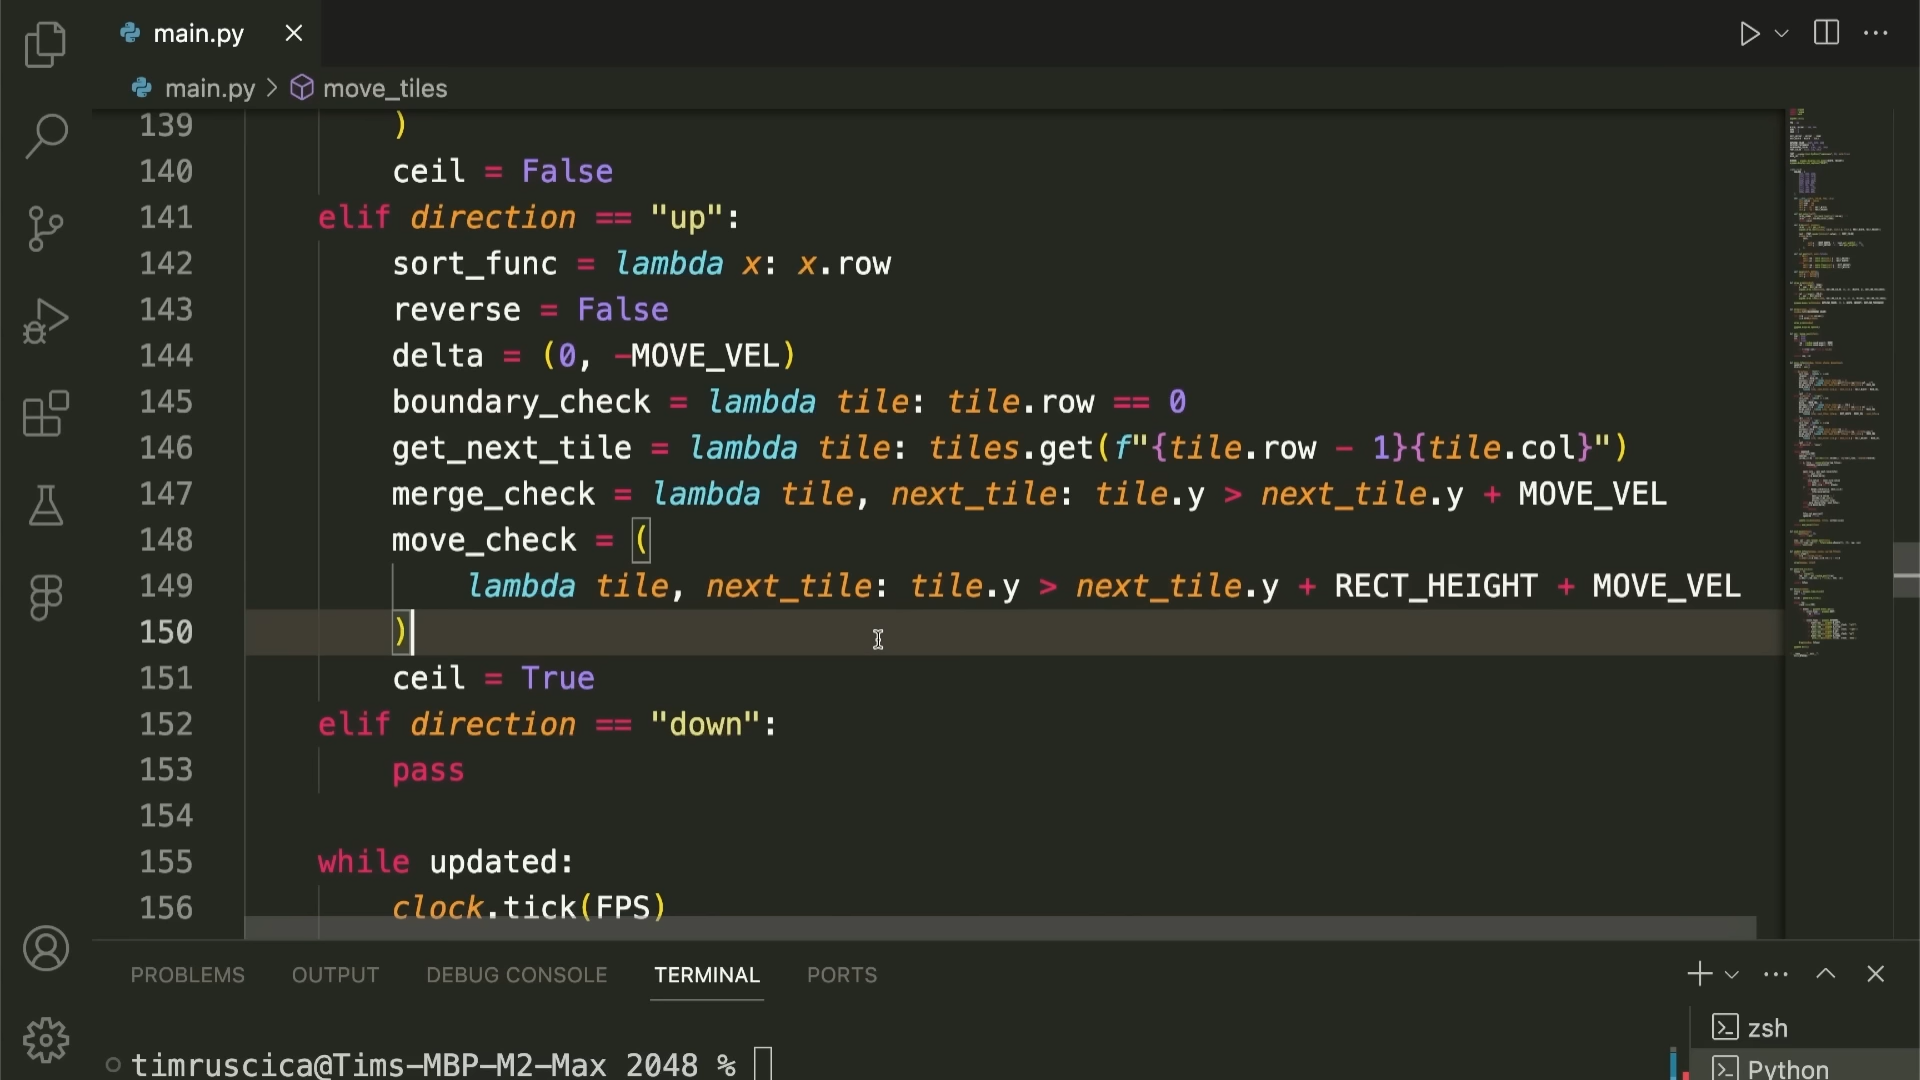 main.py
main.py > move_tiles
139 )
140 ceil = False
141 elif direction == "up":
142 sort_func = lambda x: x.row
143 reverse = False
144 delta = (0, -MOVE_VEL)
145 boundary_check = lambda tile: tile.row == 0
146 get_next_tile = lambda tile: tiles.get(f"{tile.row - 1}{tile.col}")
147 merge_check = lambda tile, next_tile: tile.y > next_tile.y + MOVE_VEL
148 move_check = (
149 lambda tile, next_tile: tile.y > next_tile.y + RECT_HEIGHT + MOVE_VEL
150 )
151 ceil = True
152 elif direction == "down":
153 pass
154
155 while updated:
156 clock.tick(FPS)
PROBLEMS OUTPUT DEBUG CONSOLE TERMINAL PORTS
zsh
timruscica@Tims-MBP-M2-Max 2048 %
Python